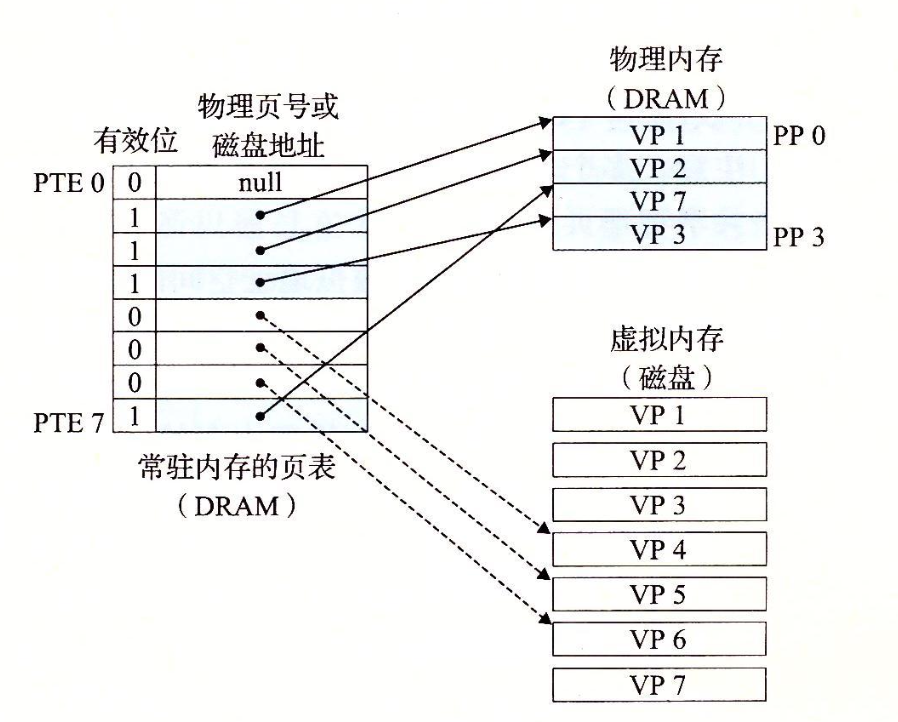 物理页号或
磁盘地址
有效位
PTE 0
0
null
1
1
1
0
0
0
PTE 7
1
常驻内存的页表
（DRAM）
物理内存
（DRAM）
VP 1
PP 0
VP 2
VP 7
VP 3
PP 3
虚拟内存
（磁盘）
VP 1
VP 2
VP 3
VP 4
VP 5
VP 6
VP 7